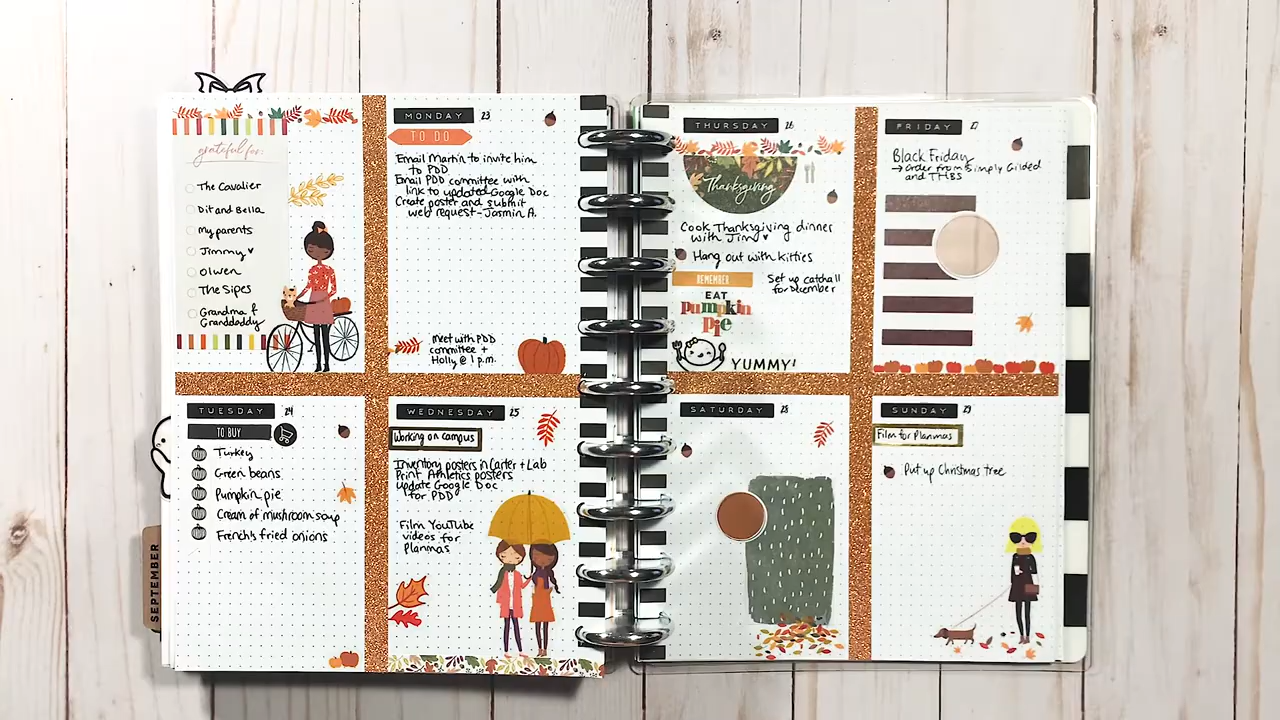 grateful for:
The Cavalier
Dit and Bella
My parents
Jimmy
Olwen
The Sipes
Grandma &
Granddaddy
MONDAY 23
TO DO
Email Martin to invite him
to PDD
Email PDD committee with
link to updated Google Doc
Create poster and submit
web request - Jasmin A.
Meet with PDD
committee +
Holly @ 1 p.m.
TUESDAY 24
TO BUY
Turkey
Green beans
Pumpkin pie
Cream of mushroom soup
French's fried onions
WEDNESDAY 25
Working on campus
Inventory posters in Carter + Lab
Print Athletics posters
update Google Doc
for PDD
Film YouTube
videos for
Planmas
SEPTEMBER
THURSDAY 26
Thanksgiving
Cook Thanksgiving dinner
with Jimmy
Hang out with kitties
REMEMBER
Set up catchall
for December
EAT
pumpkin
pie
YUMMY!
FRIDAY 27
Black Friday
→ order from Simply Gilded
and THBS
SATURDAY 28
SUNDAY 29
Film for Planmas
Put up Christmas tree